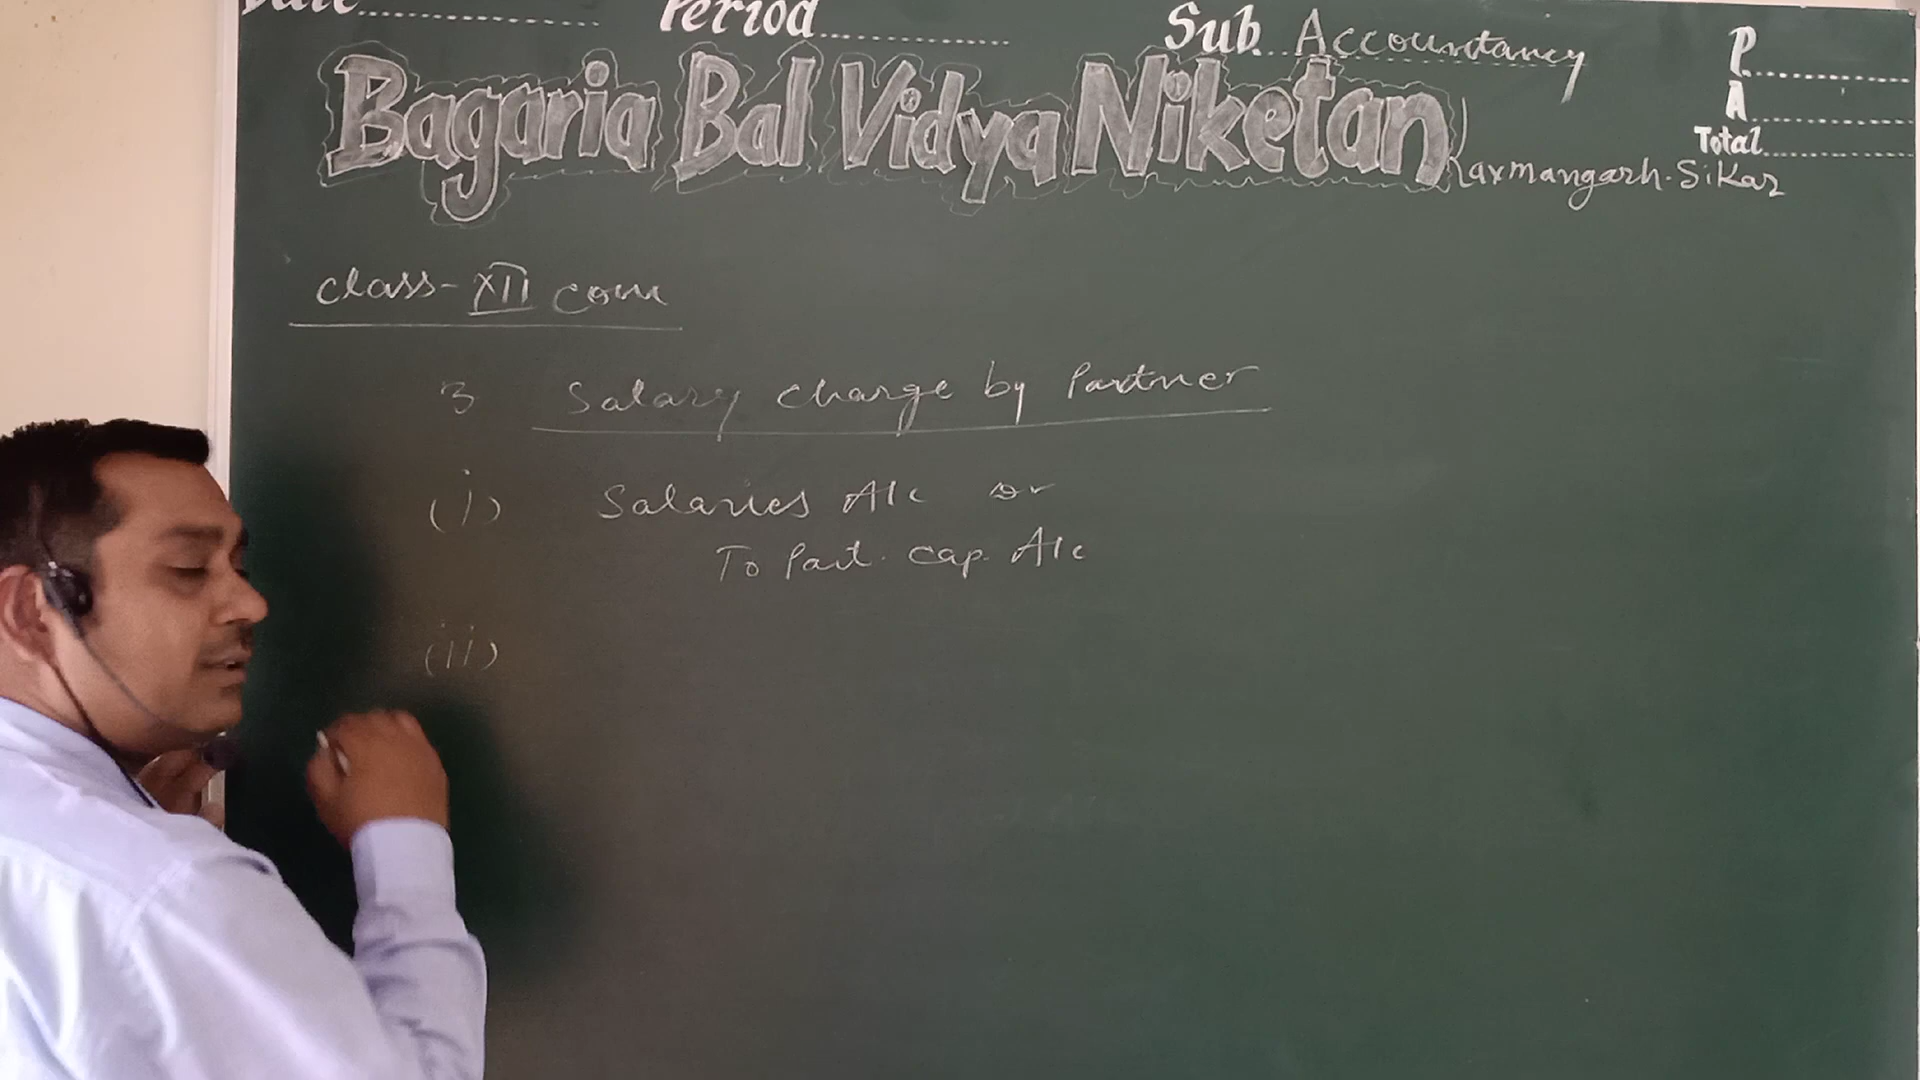 Date.............. Period.............. Sub. Accountancy P..............
A..............
Total..............
Bagaria Bal Vidya Niketan
Laxmangarh. Sikar
class- XII com
3 Salary charge by Partner
(i) Salaries A/c Dr
To Part. cap. A/c
(ii)